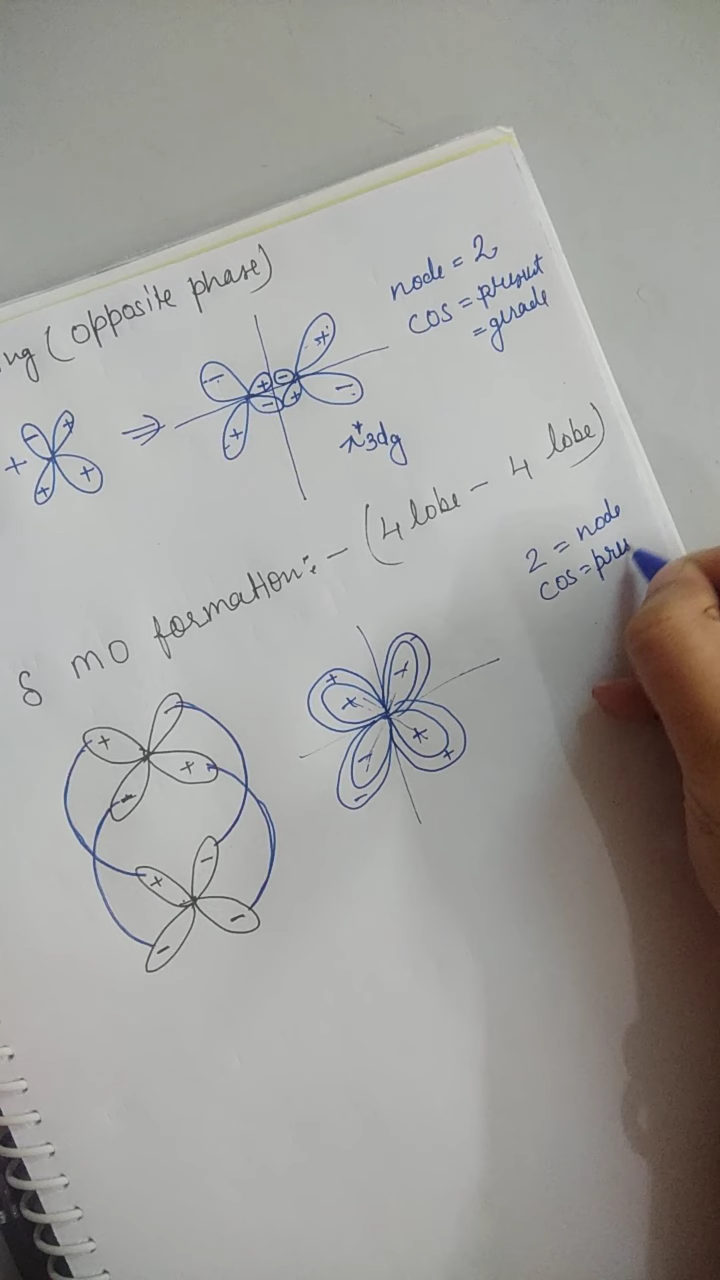 ng (opposite phase)
node = 2
cos = present
= gerade
+ ⇒
π*3dg
δ MO formation:- (4 lobe - 4 lobe)
2 = node
cos = pres